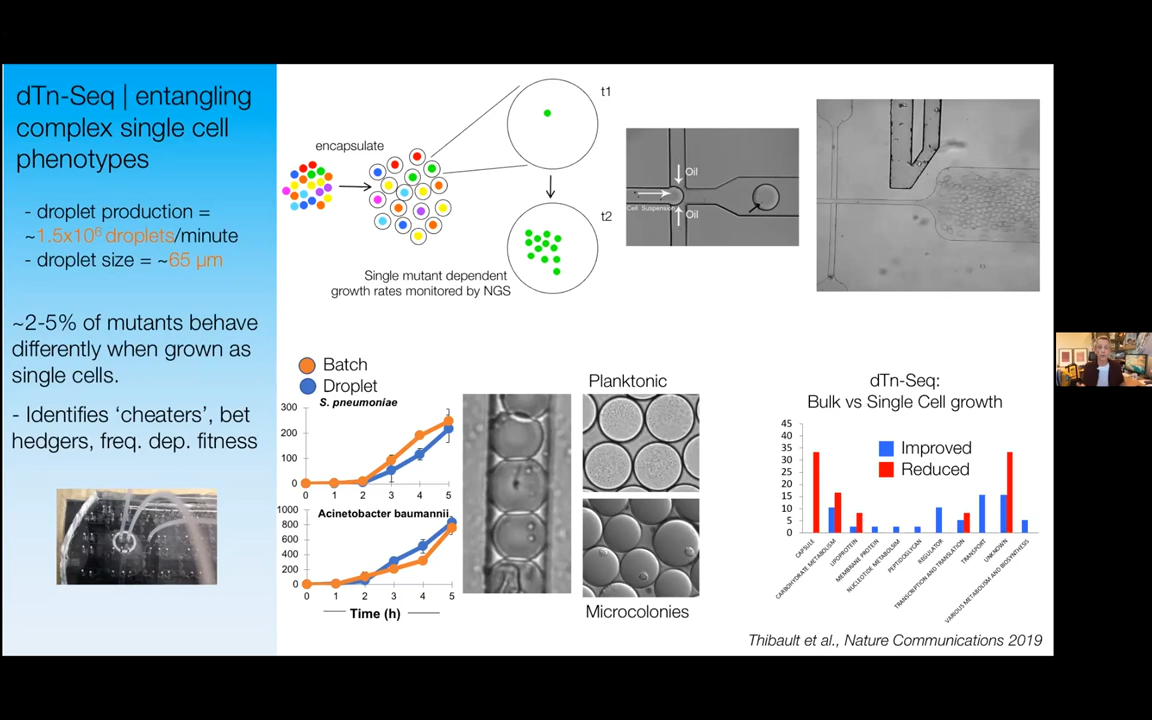 dTn-Seq | entangling
complex single cell
phenotypes
- droplet production =
~1.5x10⁶ droplets/minute
- droplet size = ~65 µm
~2-5% of mutants behave
differently when grown as
single cells.
- Identifies ‘cheaters’, bet
hedgers, freq. dep. fitness
encapsulate
t1
t2
Single mutant dependent
growth rates monitored by NGS
Oil
Cell Suspension
Oil
Batch
Droplet
S. pneumoniae
300
200
100
0
0 1 2 3 4 5
Acinetobacter baumannii
1000
800
600
400
200
0
0 1 2 3 4 5
Time (h)
Planktonic
Microcolonies
dTn-Seq:
Bulk vs Single Cell growth
Improved
Reduced
45
40
35
30
25
20
15
10
5
0
CAPSULE
CARBOHYDRATE METABOLISM
LIPOPROTEIN
MEMBRANE PROTEIN
NUCLEOTIDE METABOLSIM
PEPTIDOGLYCAN
REGULATOR
TRANSCRIPTION AND TRANSLATION
TRANSPORT
UNKNOWN
VARIOUS METABOLISM AND BIOSYNTHESIS
Thibault et al., Nature Communications 2019